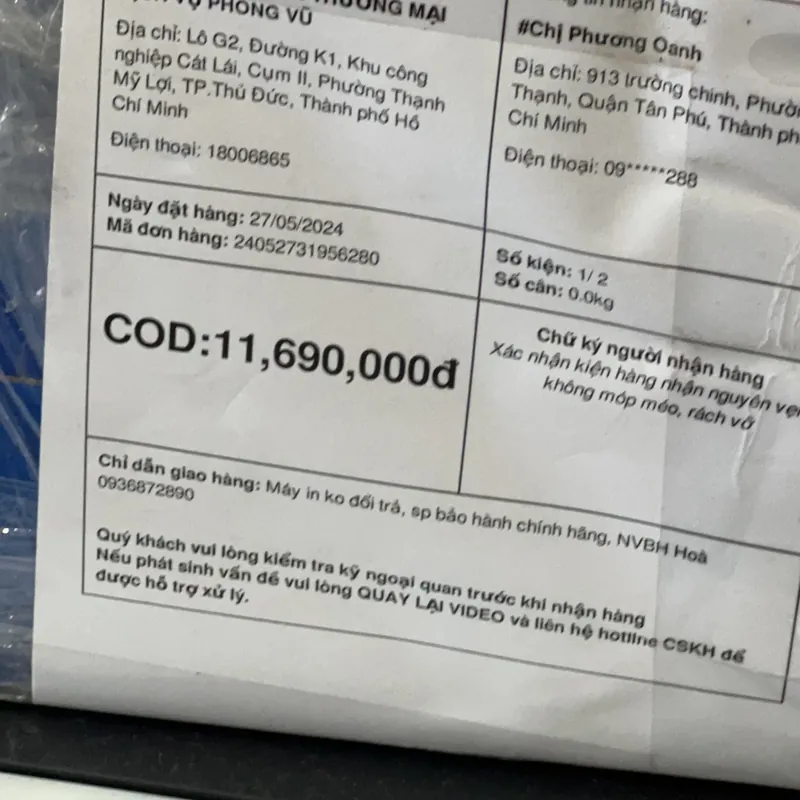 VỤ PHONG VŨ
THƯƠNG MẠI
Địa chỉ: Lô G2, Đường K1, Khu công
nghiệp Cát Lái, Cụm II, Phường Thạnh
Mỹ Lợi, TP.Thủ Đức, Thành phố Hồ
Chí Minh
Điện thoại: 18006865
nhận hàng:
#Chị Phương Oanh
Địa chỉ: 913 trường chinh,
Thạnh, Quận Tân Phú, Thành
Chí Minh
Điện thoại: 09*****288
Ngày đặt hàng: 27/05/2024
Mã đơn hàng: 24052731956280
Số kiện: 1/ 2
Số cân: 0.0kg
COD:11,690,000đ
Chữ ký người nhận hàng
Xác nhận kiện hàng nhận nguyên
không móp méo, rách vỡ
Chỉ dẫn giao hàng: Máy in ko đổi trả, sp bảo hành chính hãng, NVBH Hoà
0936872890
Quý khách vui lòng kiểm tra kỹ ngoại quan trước khi nhận hàng
Nếu phát sinh vấn đề vui lòng QUAY LẠI VIDEO và liên hệ hotline CSKH để
được hỗ trợ xử lý.